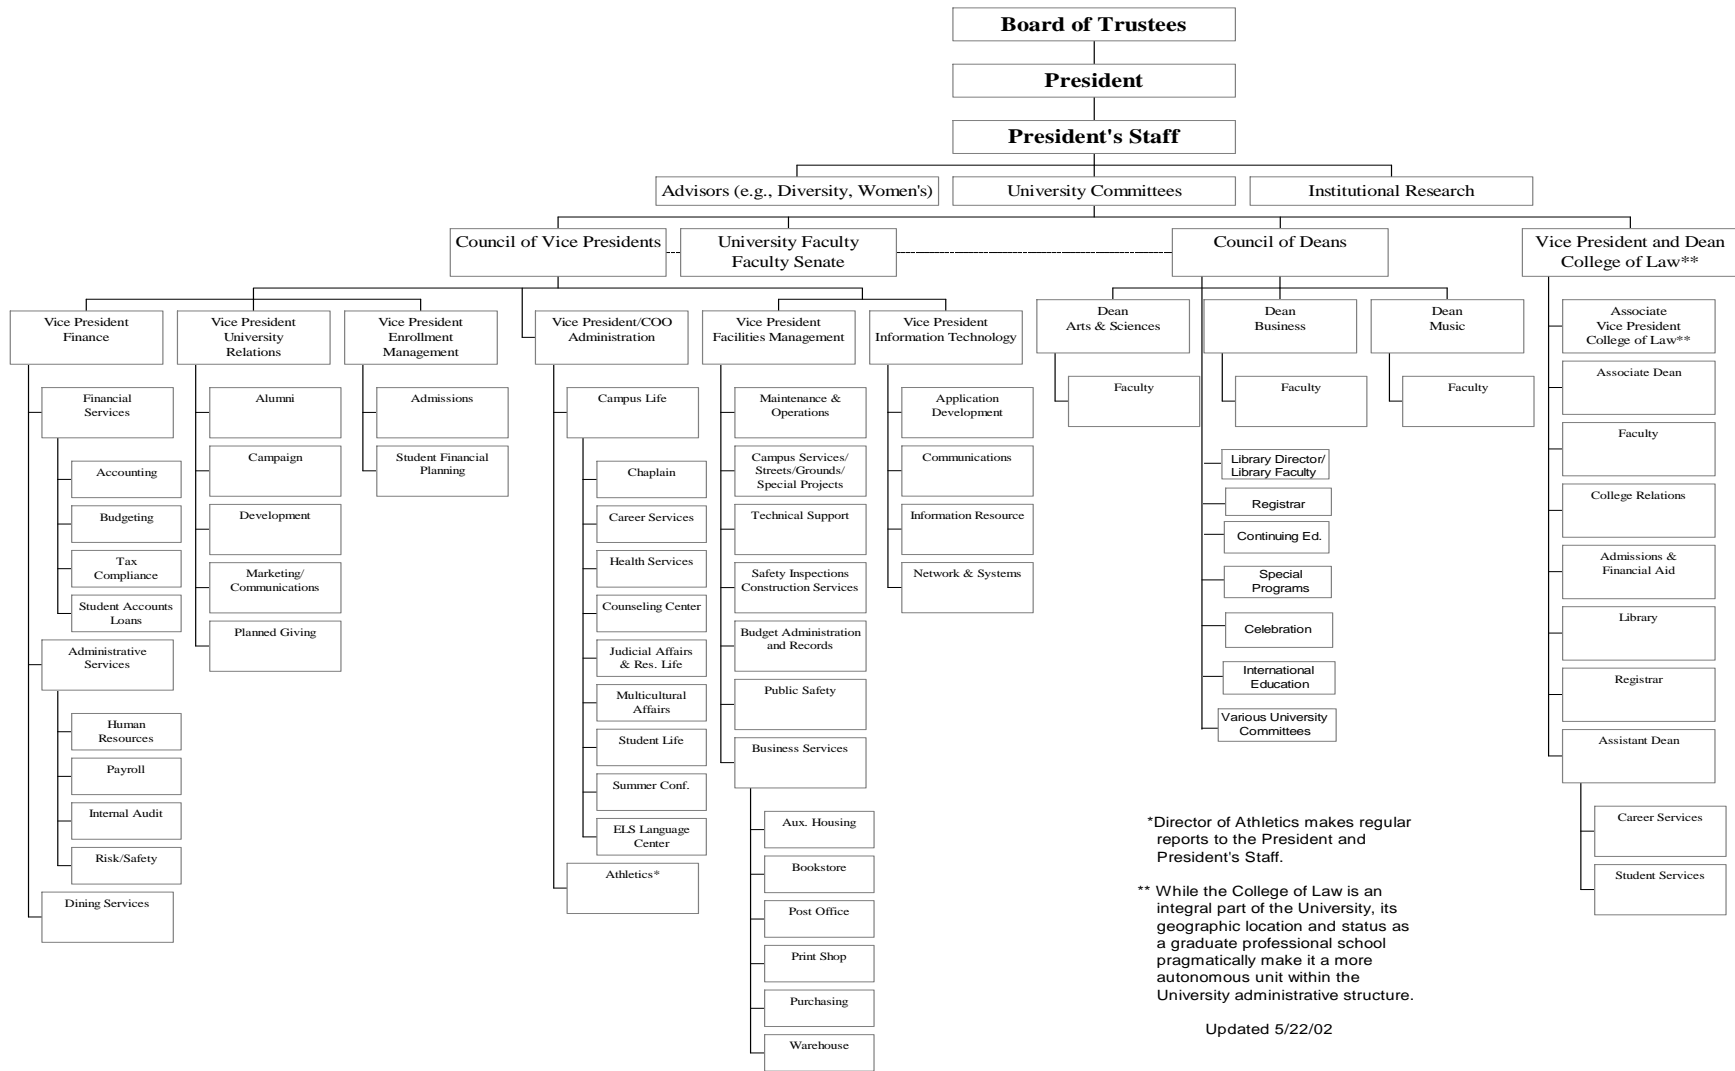 Board of Trustees
President
President's Staff
Advisors (e.g., Diversity, Women's)
University Committees
Institutional Research
Council of Vice Presidents
University Faculty
Faculty Senate
Council of Deans
Vice President and Dean
College of Law**
Vice President
Finance
Vice President
University
Relations
Vice President
Enrollment
Management
Vice President/COO
Administration
Vice President
Facilities Management
Vice President
Information Technology
Dean
Arts & Sciences
Dean
Business
Dean
Music
Associate
Vice President
College of Law**
Financial
Services
Accounting
Budgeting
Tax
Compliance
Student Accounts
Loans
Administrative
Services
Human
Resources
Payroll
Internal Audit
Risk/Safety
Dining Services
Alumni
Campaign
Development
Marketing/
Communications
Planned Giving
Admissions
Student Financial
Planning
Campus Life
Chaplain
Career Services
Health Services
Counseling Center
Judicial Affairs
& Res. Life
Multicultural
Affairs
Student Life
Summer Conf.
ELS Language
Center
Athletics*
Maintenance &
Operations
Campus Services/
Streets/Grounds/
Special Projects
Technical Support
Safety Inspections
Construction Services
Budget Administration
and Records
Public Safety
Business Services
Aux. Housing
Bookstore
Post Office
Print Shop
Purchasing
Warehouse
Application
Development
Communications
Information Resource
Network & Systems
Faculty
Faculty
Faculty
Library Director/
Library Faculty
Registrar
Continuing Ed.
Special
Programs
Celebration
International
Education
Various University
Committees
Associate Dean
Faculty
College Relations
Admissions &
Financial Aid
Library
Registrar
Assistant Dean
Career Services
Student Services
*Director of Athletics makes regular
reports to the President and
President's Staff.
** While the College of Law is an
integral part of the University, its
geographic location and status as
a graduate professional school
pragmatically make it a more
autonomous unit within the
University administrative structure.
Updated 5/22/02